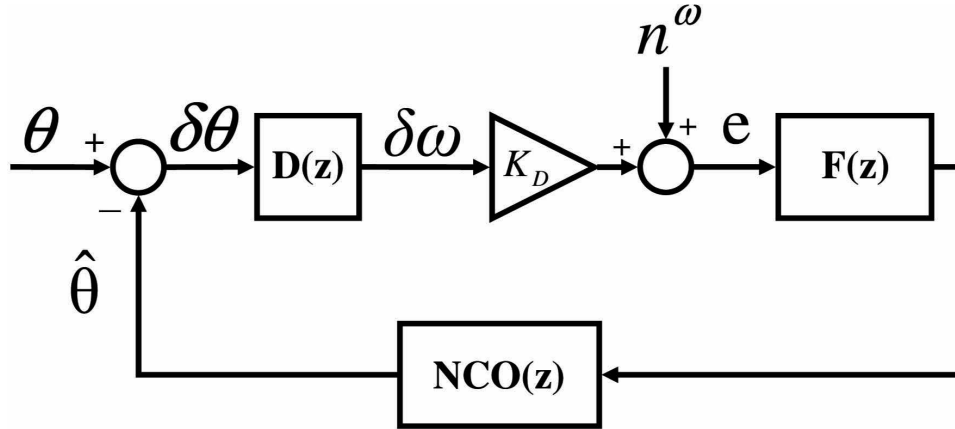 n^ω
θ + δθ D(z) δω K_D + + e F(z)
−
θ̂
NCO(z)